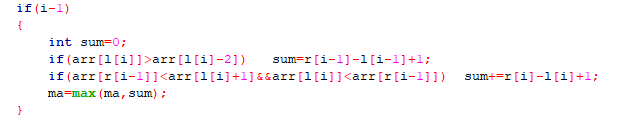 if(i-1)
{
int sum=0;
if(arr[l[i]]>arr[l[i]-2]) sum=r[i-1]-l[i-1]+1;
if(arr[r[i-1]]<arr[l[i]+1]&&arr[l[i]]<arr[r[i-1]]) sum+=r[i]-l[i]+1;
ma=max(ma,sum);
}